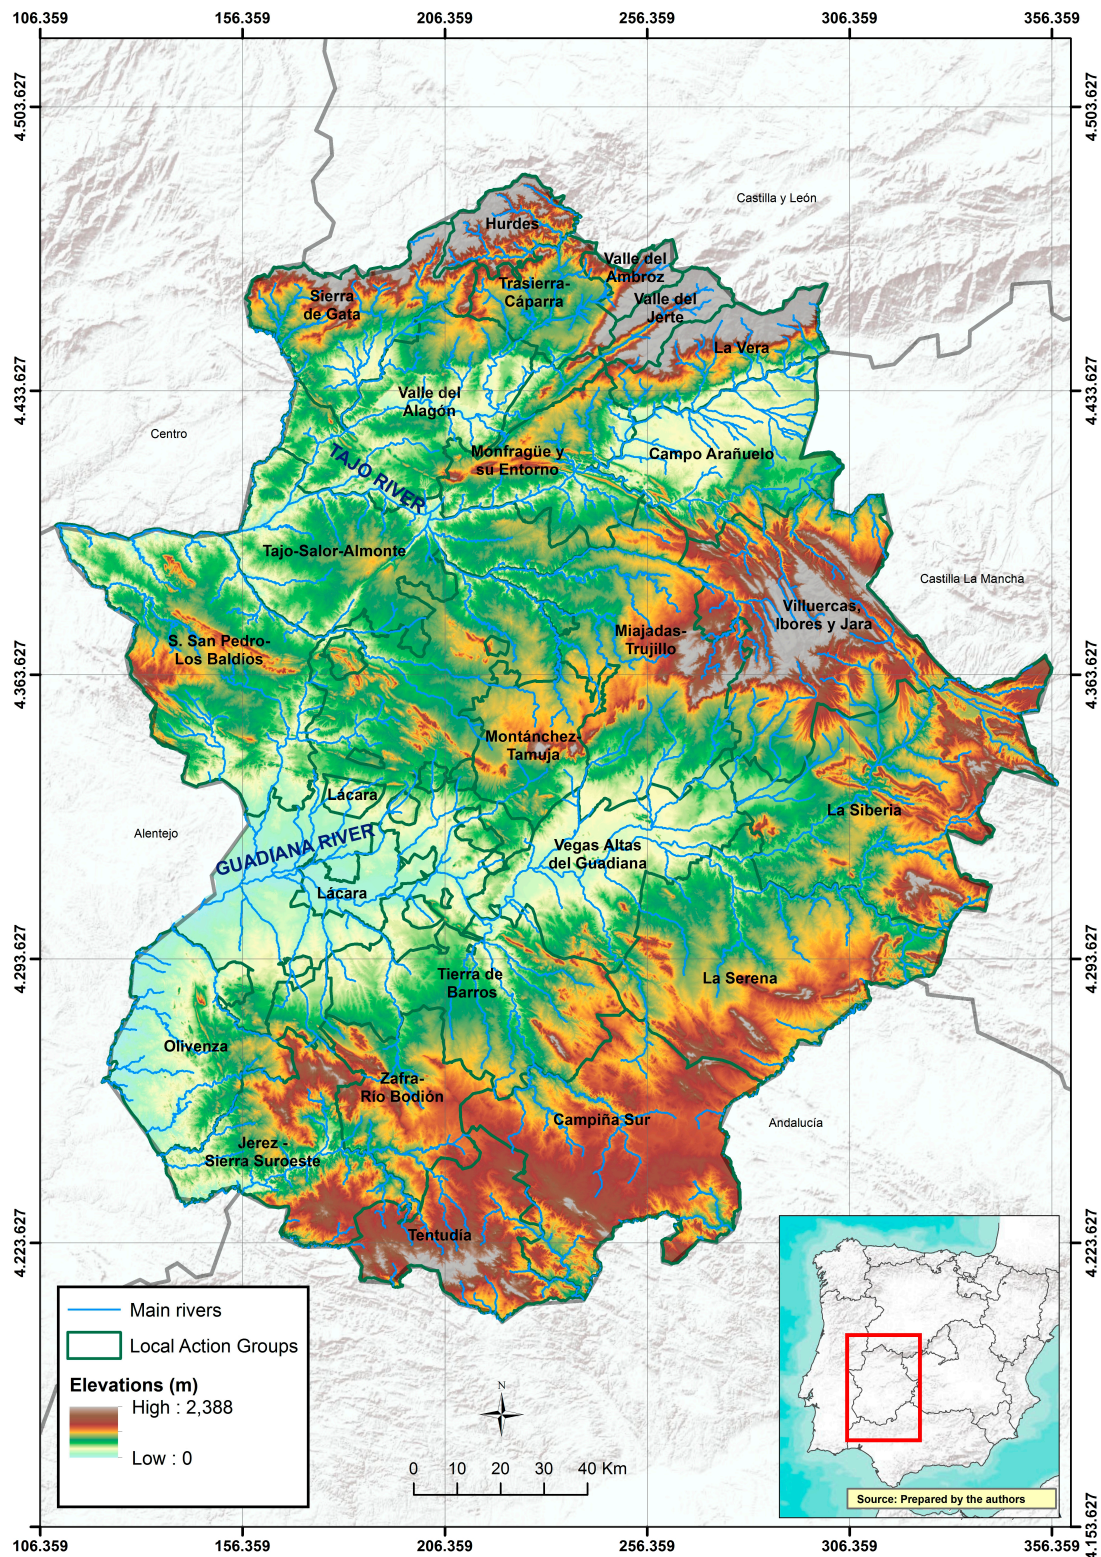 106.359 156.359 206.359 256.359 306.359 356.359
4.503.627
4.503.627
Castilla y León
Hurdes
Valle del
Ambroz
Trasierra-
Cáparra
Sierra
de Gata
Valle del
Jerte
La Vera
4.433.627
4.433.627
Valle del
Alagón
Centro
TAJO RIVER
Monfragüe y
su Entorno
Campo Arañuelo
Tajo-Salor-Almonte
Castilla La Mancha
Villuercas,
Ibores y Jara
Miajadas-
Trujillo
S. San Pedro-
Los Baldíos
4.363.627
4.363.627
Montánchez-
Tamuja
Lácara
La Siberia
Alentejo
GUADIANA RIVER
Vegas Altas
del Guadiana
Lácara
4.293.627
4.293.627
Tierra de
Barros
La Serena
Olivenza
Zafra-
Río Bodión
Campiña Sur
Andalucía
Jerez -
Sierra Suroeste
Tentudía
4.223.627
4.223.627
Main rivers
Local Action Groups
Elevations (m)
High : 2,388
Low : 0
N
0 10 20 30 40 Km
Source: Prepared by the authors
4.153.627
106.359 156.359 206.359 256.359 306.359 356.359